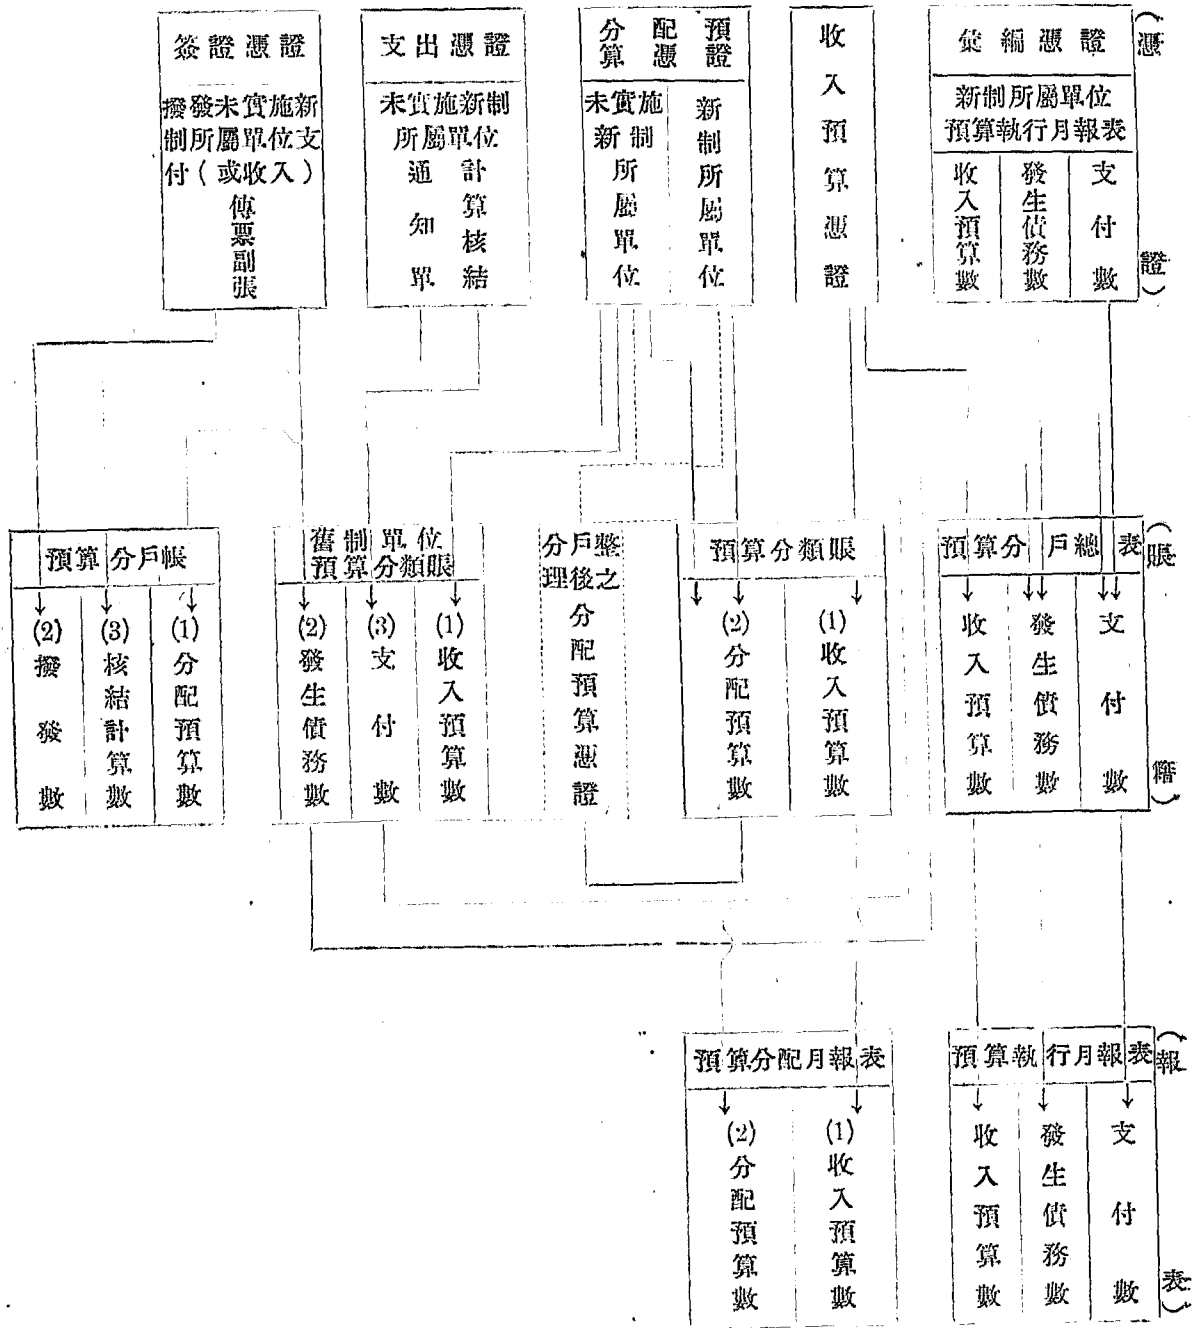 (憑證)
彙編憑證
新制所屬單位
預算執行月報表
支付數
發生債務數
收入預算數
收入預算憑證
分配預
算憑證
新制所屬單位
未實施
新制
所屬單位
支出憑證
未實施新制
所屬單位
計算核結
通知單
簽證憑證
撥發未實施新
制所屬單位支
付(或收入)
傳票副張
(賬籍)
預算分戶總表
支付數
發生債務數
收入預算數
預算分類賬
(1)收入預算數
(2)分配預算數
分戶整
理後之
分配預算憑證
舊制單位
預算分類賬
(1)收入預算數
(3)支付數
(2)發生債務數
預算分戶帳
(1)分配預算數
(3)核結計算數
(2)撥發數
(報表)
預算執行月報表
支付數
發生債務數
收入預算數
預算分配月報表
(1)收入預算數
(2)分配預算數